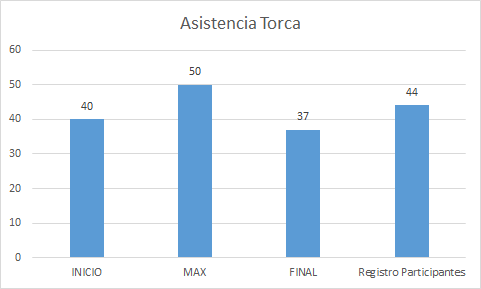 Asistencia Torca
60
50
40
30
20
10
0
40
50
37
44
INICIO
MAX
FINAL
Registro Participantes